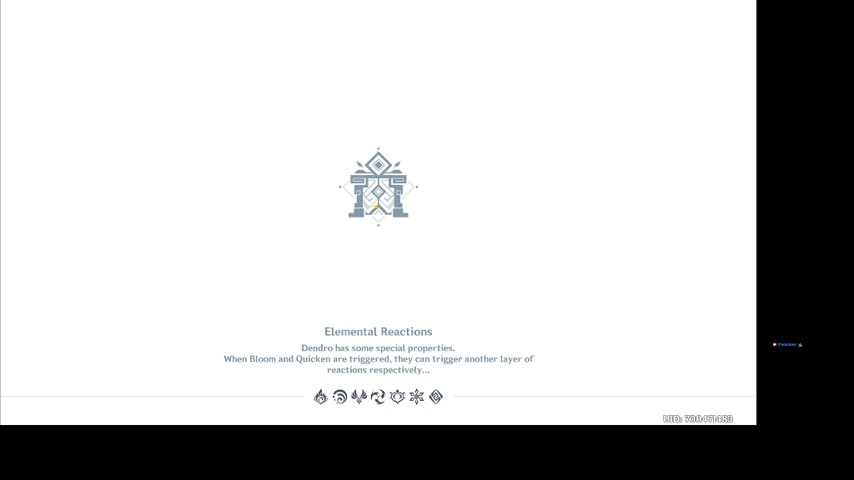 Elemental Reactions
Dendro has some special properties.
When Bloom and Quicken are triggered, they can trigger another layer of
reactions respectively...